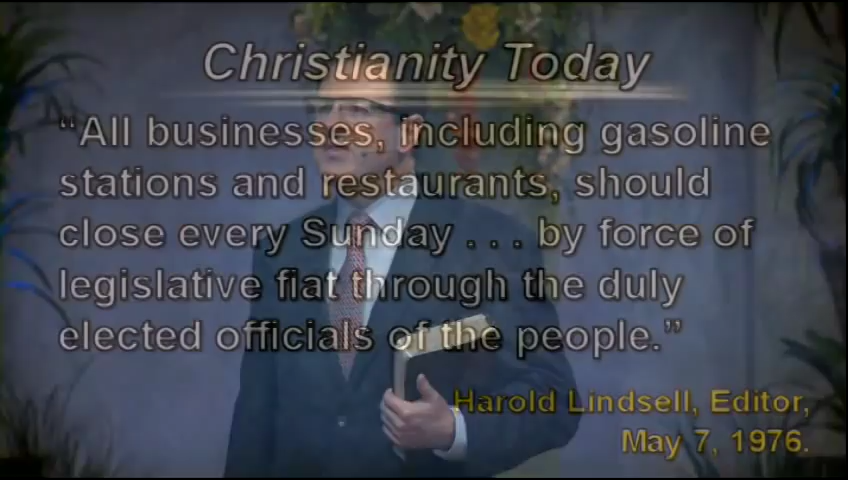 Christianity Today
“All businesses, including gasoline
stations and restaurants, should
close every Sunday . . . by force of
legislative fiat through the duly
elected officials of the people.”
Harold Lindsell, Editor,
May 7, 1976.